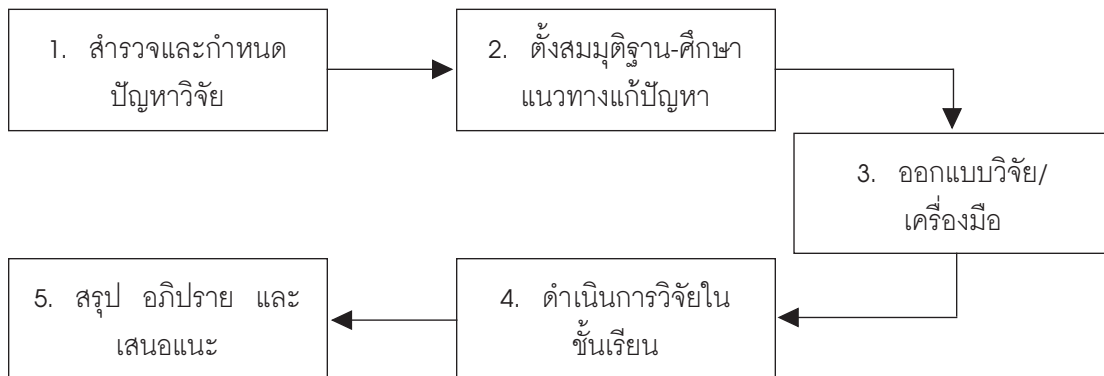 1. สำรวจและกำหนด
ปัญหาวิจัย
2. ตั้งสมมุติฐาน-ศึกษา
แนวทางแก้ปัญหา
3. ออกแบบวิจัย/
เครื่องมือ
4. ดำเนินการวิจัยใน
ชั้นเรียน
5. สรุป อภิปราย และ
เสนอแนะ